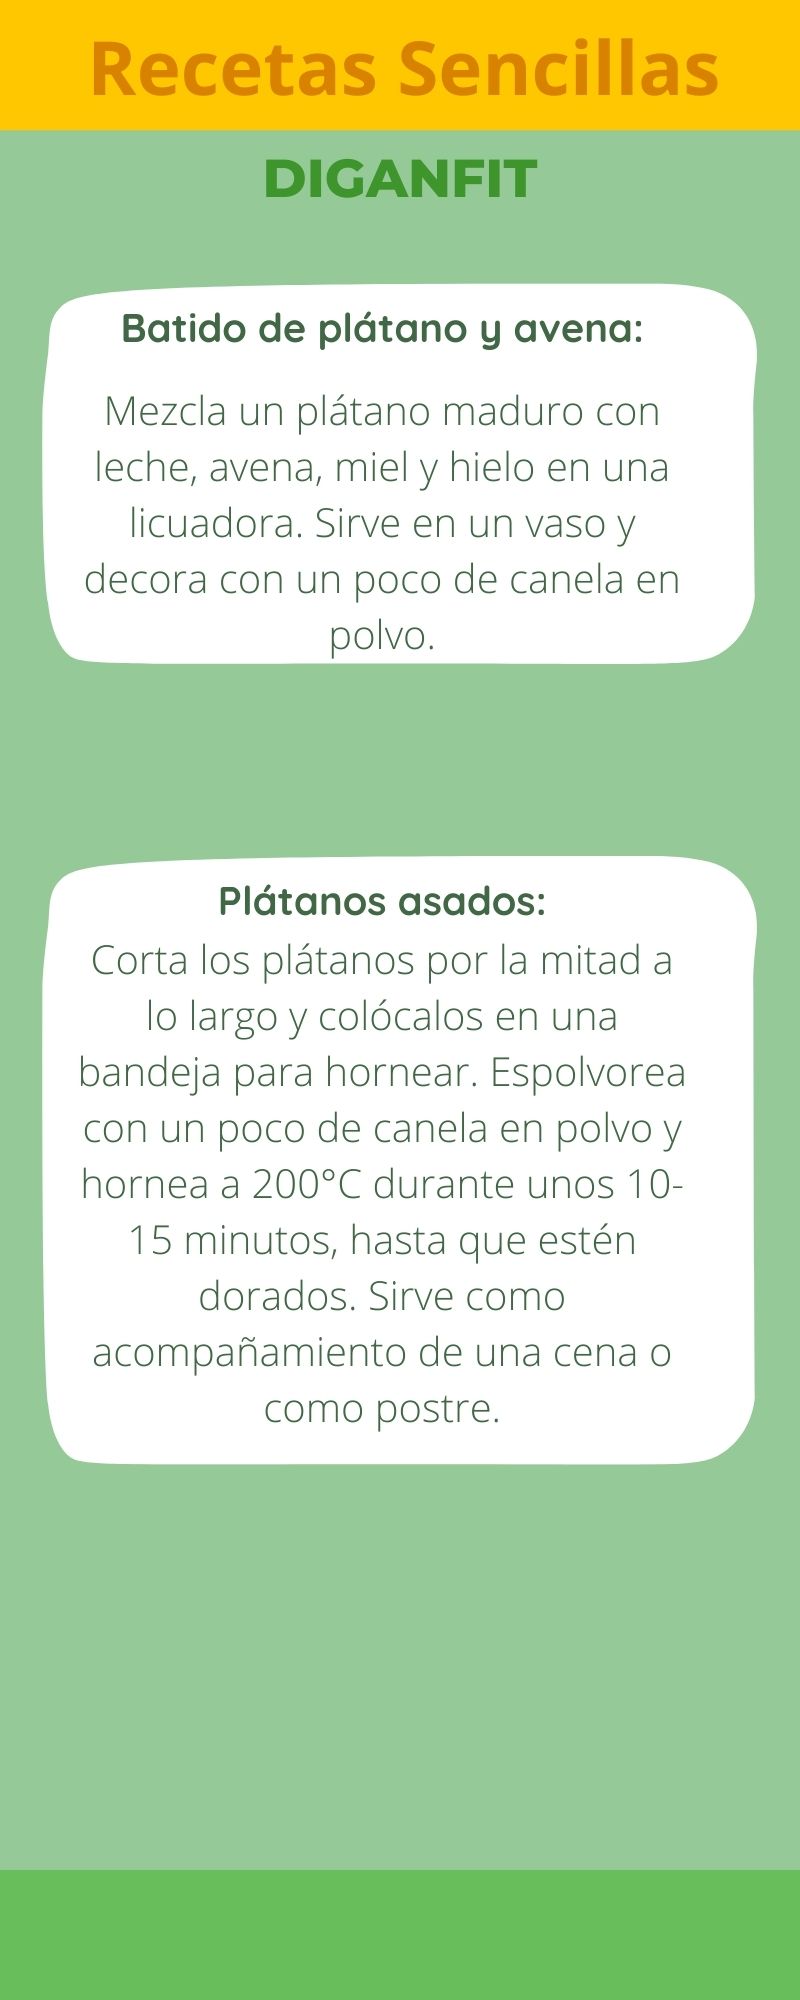 Recetas Sencillas
DIGANFIT
Batido de plátano y avena:
Mezcla un plátano maduro con
leche, avena, miel y hielo en una
licuadora. Sirve en un vaso y
decora con un poco de canela en
polvo.
Plátanos asados:
Corta los plátanos por la mitad a
lo largo y colócalos en una
bandeja para hornear. Espolvorea
con un poco de canela en polvo y
hornea a 200°C durante unos 10-
15 minutos, hasta que estén
dorados. Sirve como
acompañamiento de una cena o
como postre.